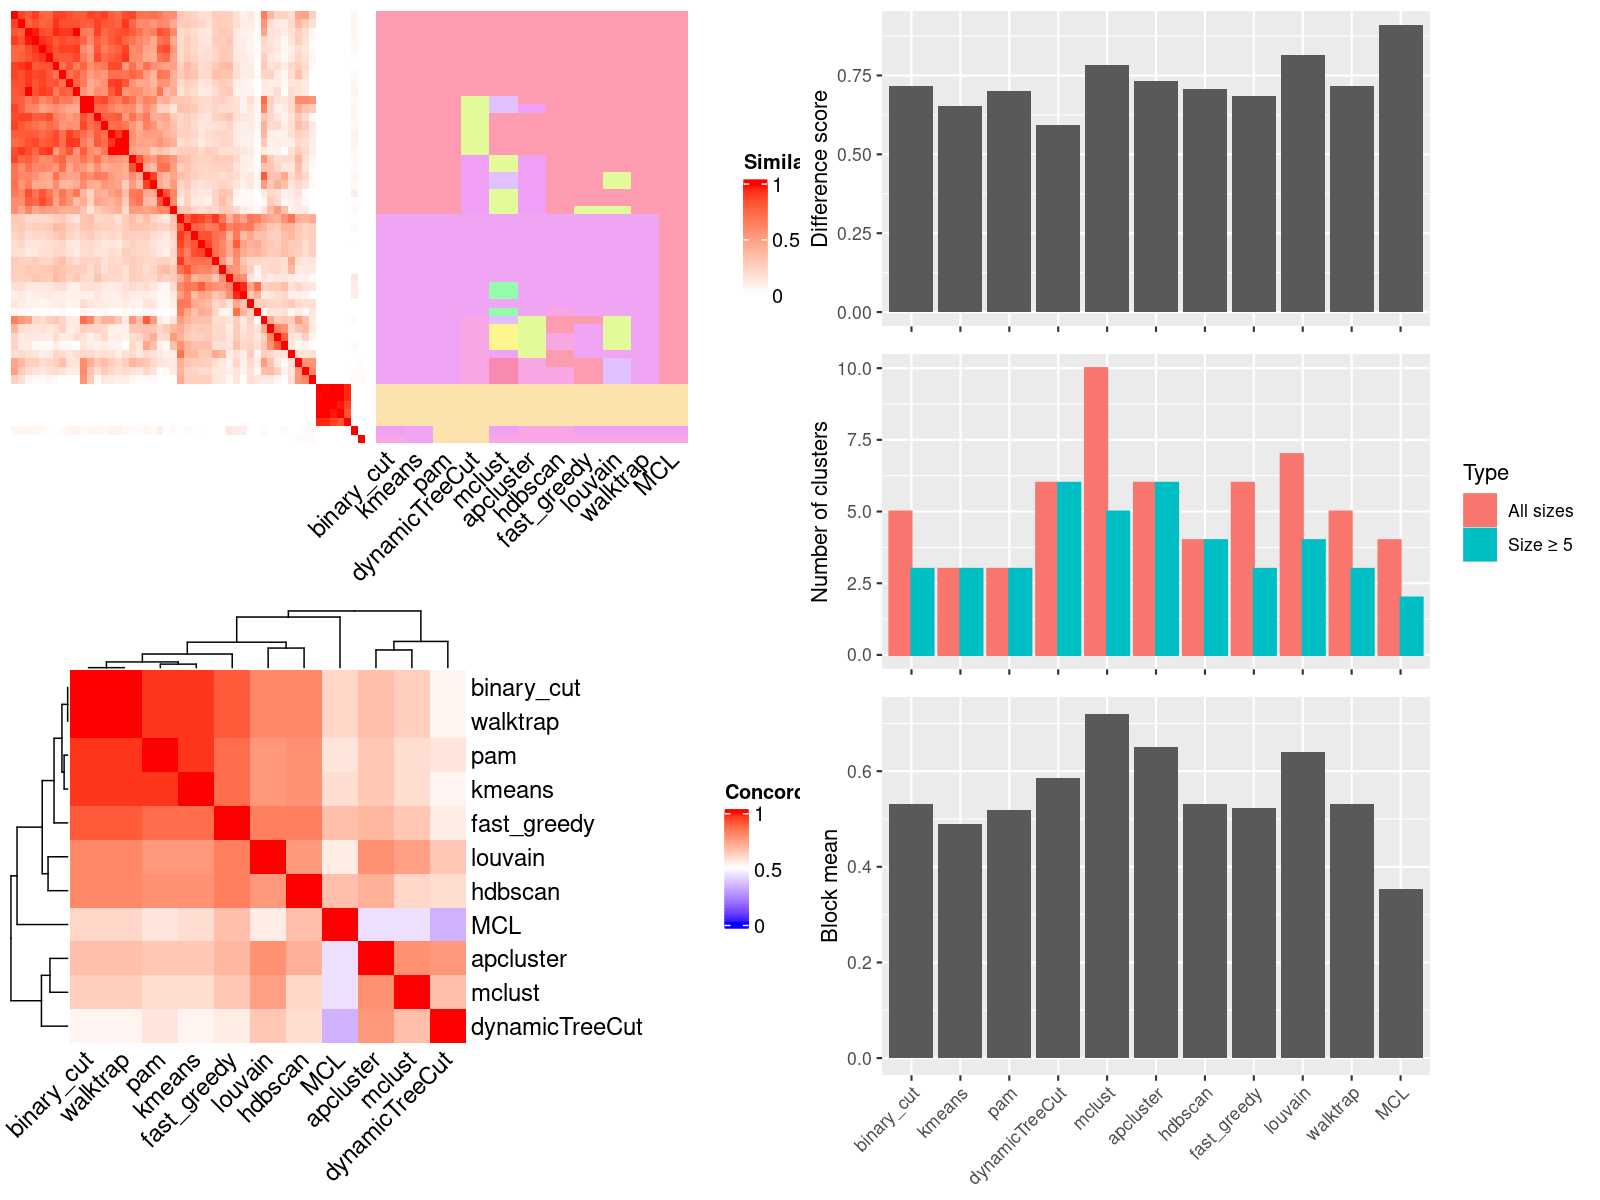 Simila
1
0.5
0
binary_cut
kmeans
pam
dynamicTreeCut
mclust
apcluster
hdbscan
fast_greedy
louvain
walktrap
MCL
binary_cut
walktrap
pam
kmeans
fast_greedy
louvain
hdbscan
MCL
apcluster
mclust
dynamicTreeCut
binary_cut
walktrap
pam
kmeans
fast_greedy
louvain
hdbscan
MCL
apcluster
mclust
dynamicTreeCut
Concord
1
0.5
0
Difference score
0.75
0.50
0.25
0.00
Number of clusters
10.0
7.5
5.0
2.5
0.0
Type
All sizes
Size ≥ 5
Block mean
0.6
0.4
0.2
0.0
binary_cut
kmeans
pam
dynamicTreeCut
mclust
apcluster
hdbscan
fast_greedy
louvain
walktrap
MCL